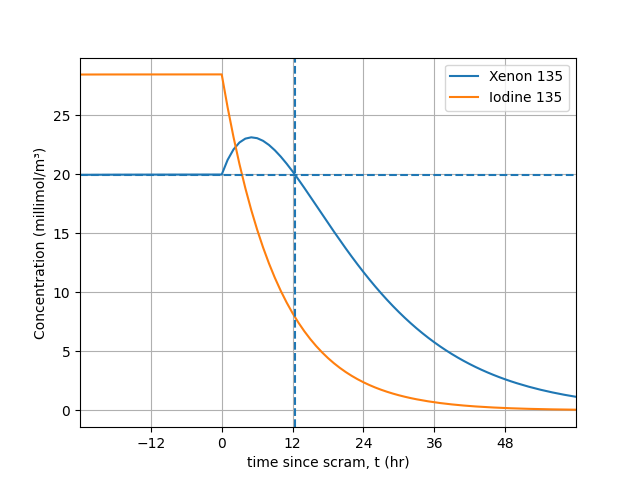 Xenon 135
Iodine 135
Concentration (millimol/m³)
25
20
15
10
5
0
−12 0 12 24 36 48
time since scram, t (hr)